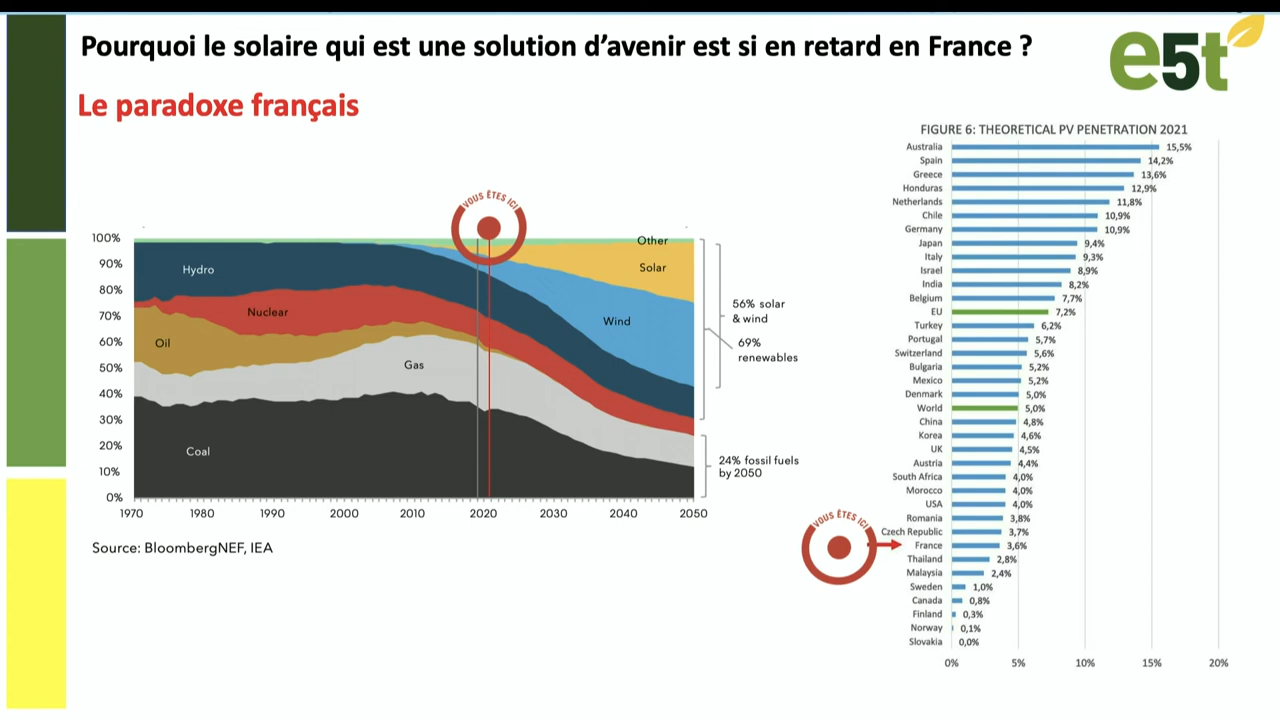 Pourquoi le solaire qui est une solution d’avenir est si en retard en France ?
e5t
Le paradoxe français
VOUS ÊTES ICI
100%
90%
80%
70%
60%
50%
40%
30%
20%
10%
0%
Other
Solar
Hydro
Nuclear
Wind
Oil
Gas
Coal
56% solar
& wind
69%
renewables
24% fossil fuels
by 2050
1970 1980 1990 2000 2010 2020 2030 2040 2050
Source: BloombergNEF, IEA
FIGURE 6: THEORETICAL PV PENETRATION 2021
Australia 15,5%
Spain 14,2%
Greece 13,6%
Honduras 12,9%
Netherlands 11,8%
Chile 10,9%
Germany 10,9%
Japan 9,4%
Italy 9,3%
Israel 8,9%
India 8,2%
Belgium 7,7%
EU 7,2%
Turkey 6,2%
Portugal 5,7%
Switzerland 5,6%
Bulgaria 5,2%
Mexico 5,2%
Denmark 5,0%
World 5,0%
China 4,8%
Korea 4,6%
UK 4,5%
Austria 4,4%
South Africa 4,0%
Morocco 4,0%
USA 4,0%
Romania 3,8%
Czech Republic 3,7%
France 3,6%
Thailand 2,8%
Malaysia 2,4%
Sweden 1,0%
Canada 0,8%
Finland 0,3%
Norway 0,1%
Slovakia 0,0%
0% 5% 10% 15% 20%
VOUS ÊTES ICI